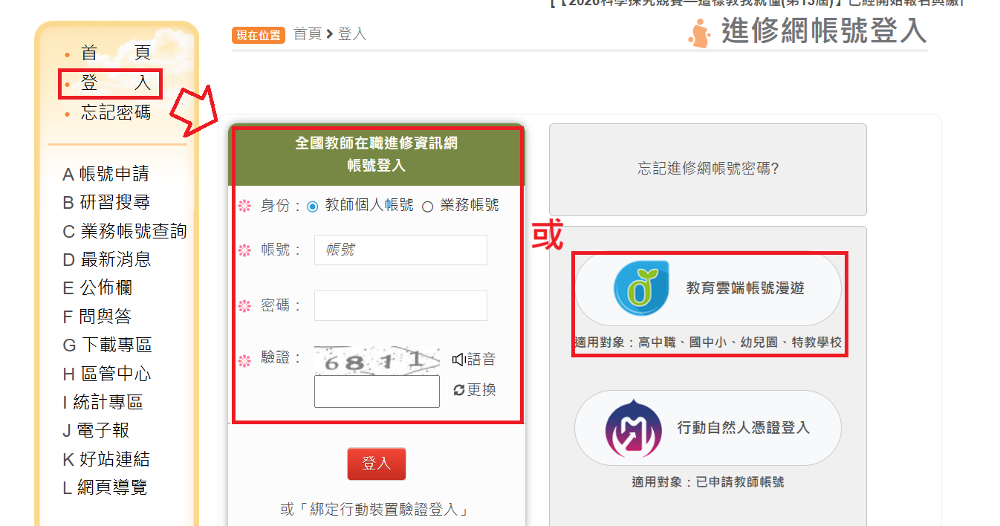 【2026科學探究競賽—這樣教我就懂(第13屆)】已經開始報名與繳
首　　頁
登　　入
忘記密碼
A 帳號申請
B 研習搜尋
C 業務帳號查詢
D 最新消息
E 公佈欄
F 問與答
G 下載專區
H 區管中心
I 統計專區
J 電子報
K 好站連結
L 網頁導覽
現在位置 首頁 > 登入
進修網帳號登入
全國教師在職進修資訊網
帳號登入
身份： 教師個人帳號 業務帳號
帳號： 帳號
密碼：
驗證： 6811 語音
更換
登入
或「綁定行動裝置驗證登入」
或
忘記進修網帳號密碼?
教育雲端帳號漫遊
適用對象：高中職、國中小、幼兒園、特教學校
行動自然人憑證登入
適用對象：已申請教師帳號